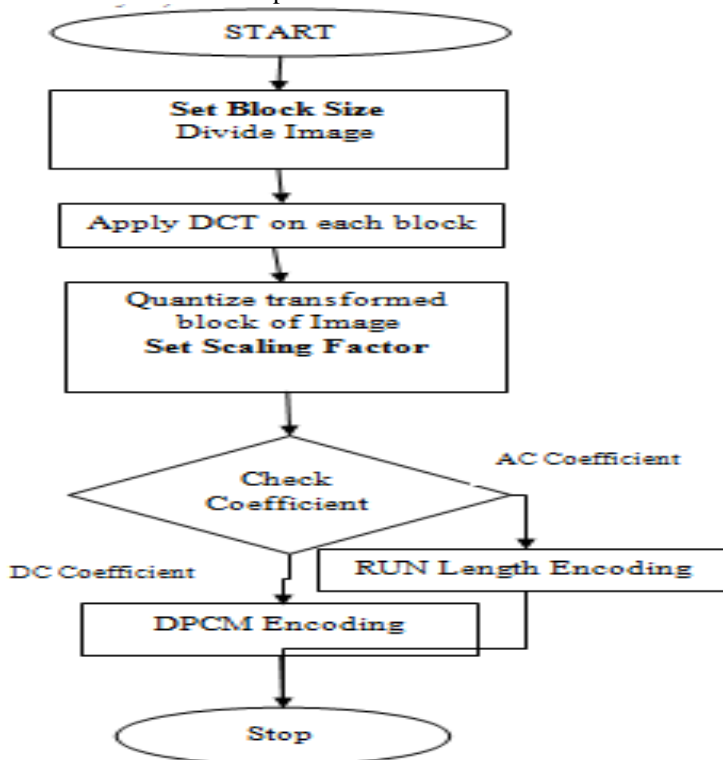 START
Set Block Size
Divide Image
Apply DCT on each block
Quantize transformed
block of Image
Set Scaling Factor
Check
Coefficient
AC Coefficient
DC Coefficient
RUN Length Encoding
DPCM Encoding
Stop